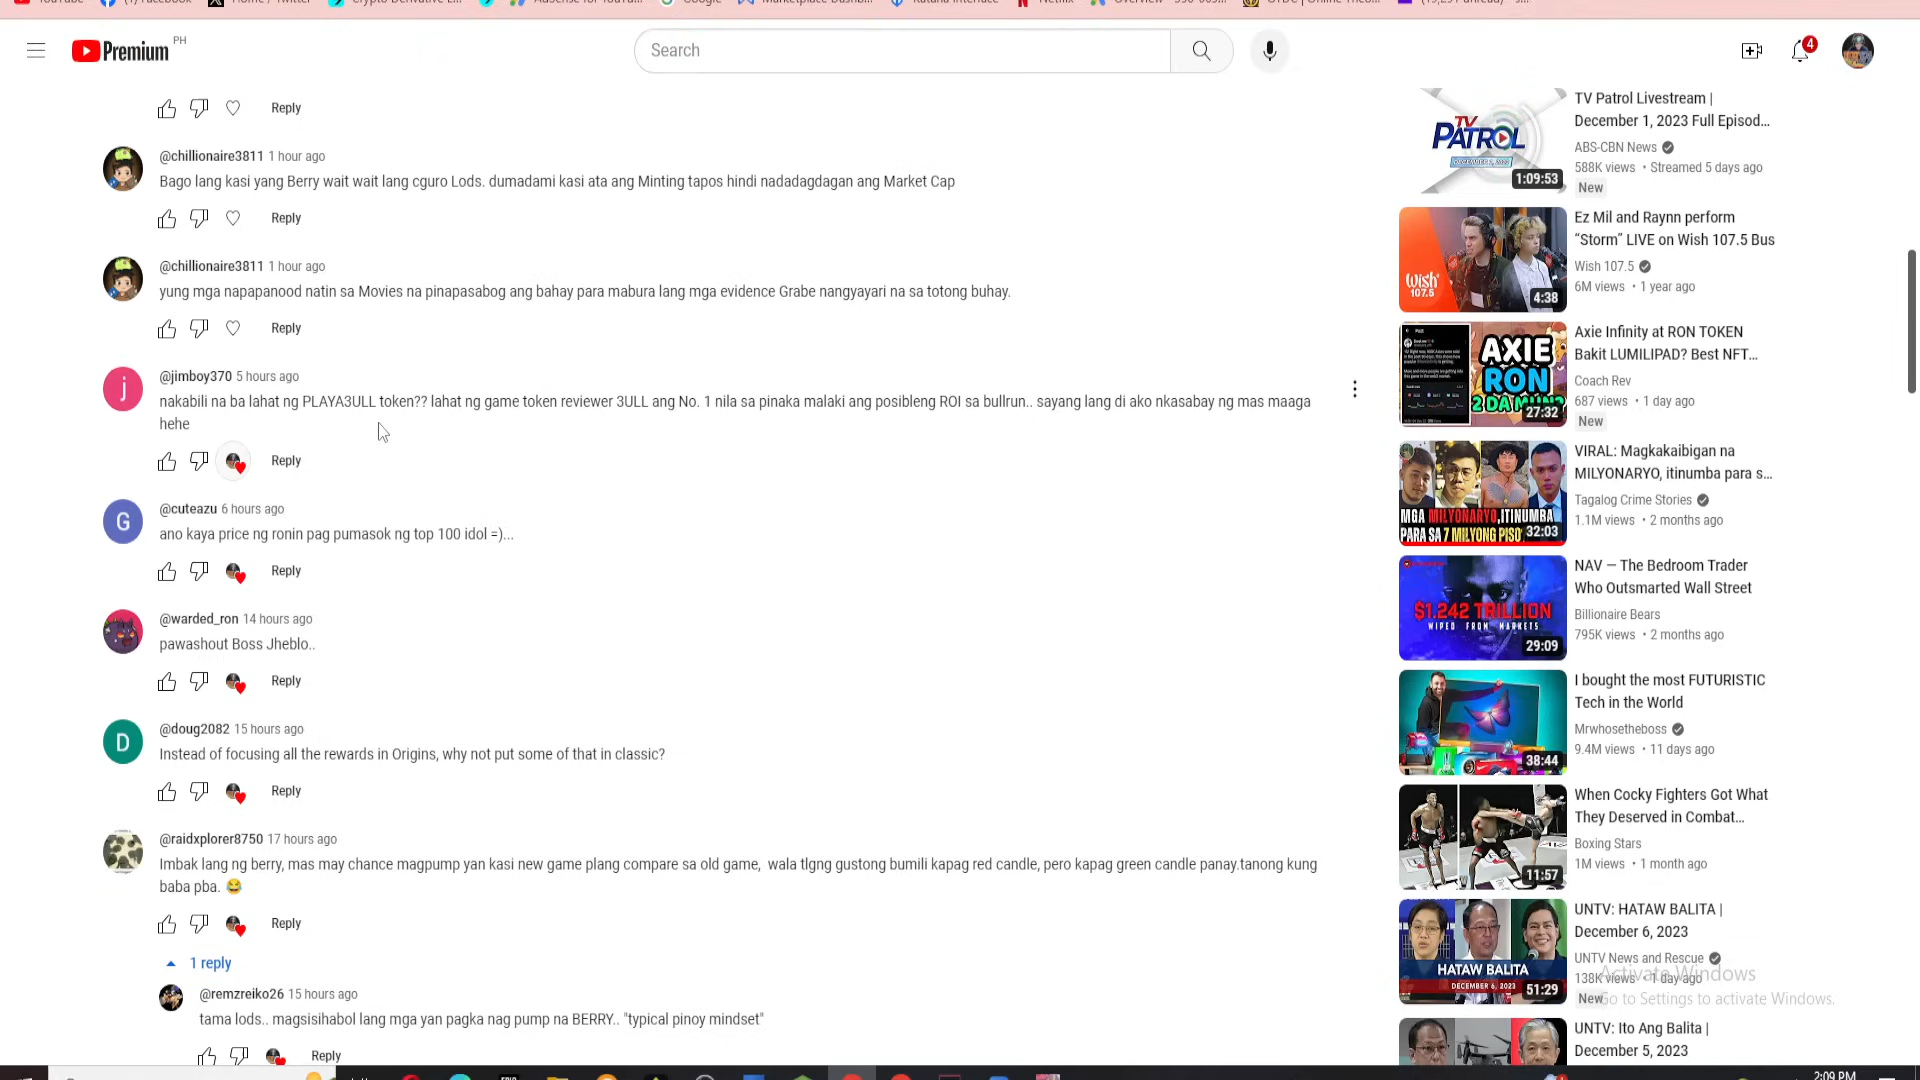 Premium PH
Search
4
Reply
@chillionaire3811 1 hour ago
Bago lang kasi yang Berry wait wait lang cguro Lods. dumadami kasi ata ang Minting tapos hindi nadadagdagan ang Market Cap
Reply
@chillionaire3811 1 hour ago
yung mga napapanood natin sa Movies na pinapasabog ang bahay para mabura lang mga evidence Grabe nangyayari na sa totong buhay.
Reply
j
@jimboy370 5 hours ago
nakabili na ba lahat ng PLAYA3ULL token?? lahat ng game token reviewer 3ULL ang No. 1 nila sa pinaka malaki ang posibleng ROI sa bullrun.. sayang lang di ako nkasabay ng mas maaga
hehe
Reply
G
@cuteazu 6 hours ago
ano kaya price ng ronin pag pumasok ng top 100 idol =)...
Reply
@warded_ron 14 hours ago
pawashout Boss Jheblo..
Reply
D
@doug2082 15 hours ago
Instead of focusing all the rewards in Origins, why not put some of that in classic?
Reply
@raidxplorer8750 17 hours ago
Imbak lang ng berry, mas may chance magpump yan kasi new game plang compare sa old game, wala tlgng gustong bumili kapag red candle, pero kapag green candle panay.tanong kung
baba pba. 😂
Reply
1 reply
@remzreiko26 15 hours ago
tama lods.. magsisihabol lang mga yan pagka nag pump na BERRY.. "typical pinoy mindset"
Reply
TV
PATROL
1:09:53
TV Patrol Livestream |
December 1, 2023 Full Episod...
ABS-CBN News
588K views • Streamed 5 days ago
New
wish
107.5
4:38
Ez Mil and Raynn perform
“Storm” LIVE on Wish 107.5 Bus
Wish 107.5
6M views • 1 year ago
AXIE
RON
2 DA MUN?
27:32
Axie Infinity at RON TOKEN
Bakit LUMILIPAD? Best NFT...
Coach Rev
687 views • 1 day ago
New
MGA MILYONARYO,ITINUMBA
PARA SA 7 MILYONG PISO
32:03
VIRAL: Magkakaibigan na
MILYONARYO, itinumba para s...
Tagalog Crime Stories
1.1M views • 2 months ago
$1.242 TRILLION
WIPED FROM MARKETS
29:09
NAV — The Bedroom Trader
Who Outsmarted Wall Street
Billionaire Bears
795K views • 2 months ago
38:44
I bought the most FUTURISTIC
Tech in the World
Mrwhosetheboss
9.4M views • 11 days ago
11:57
When Cocky Fighters Got What
They Deserved in Combat...
Boxing Stars
1M views • 1 month ago
HATAW BALITA
DECEMBER 6, 2023
51:29
UNTV: HATAW BALITA |
December 6, 2023
UNTV News and Rescue
138K views • 1 day ago
New
Activate Windows
Go to Settings to activate Windows.
UNTV: Ito Ang Balita |
December 5, 2023
2:09 PM